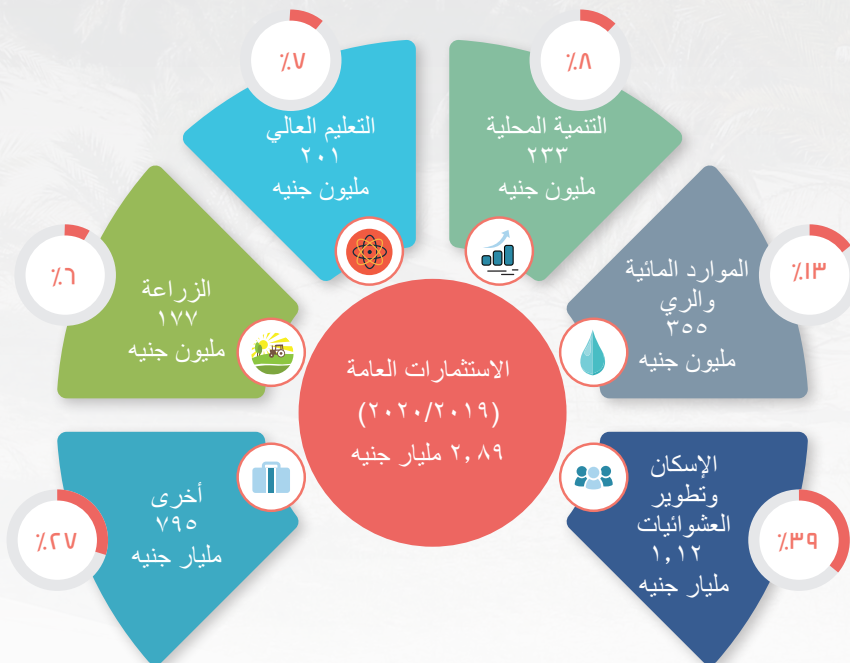 ٪٨
التنمية المحلية
٢٣٣
مليون جنيه
٪٧
التعليم العالي
٢٠١
مليون جنيه
٪١٣
الموارد المائية
والري
٣٥٥
مليون جنيه
٪٦
الزراعة
١٧٧
مليون جنيه
الاستثمارات العامة
(٢٠٢٠/٢٠١٩)
٢,٨٩ مليار جنيه
٪٣٩
الإسكان
وتطوير
العشوائيات
١,١٢
مليار جنيه
٪٢٧
أخرى
٧٩٥
مليار جنيه